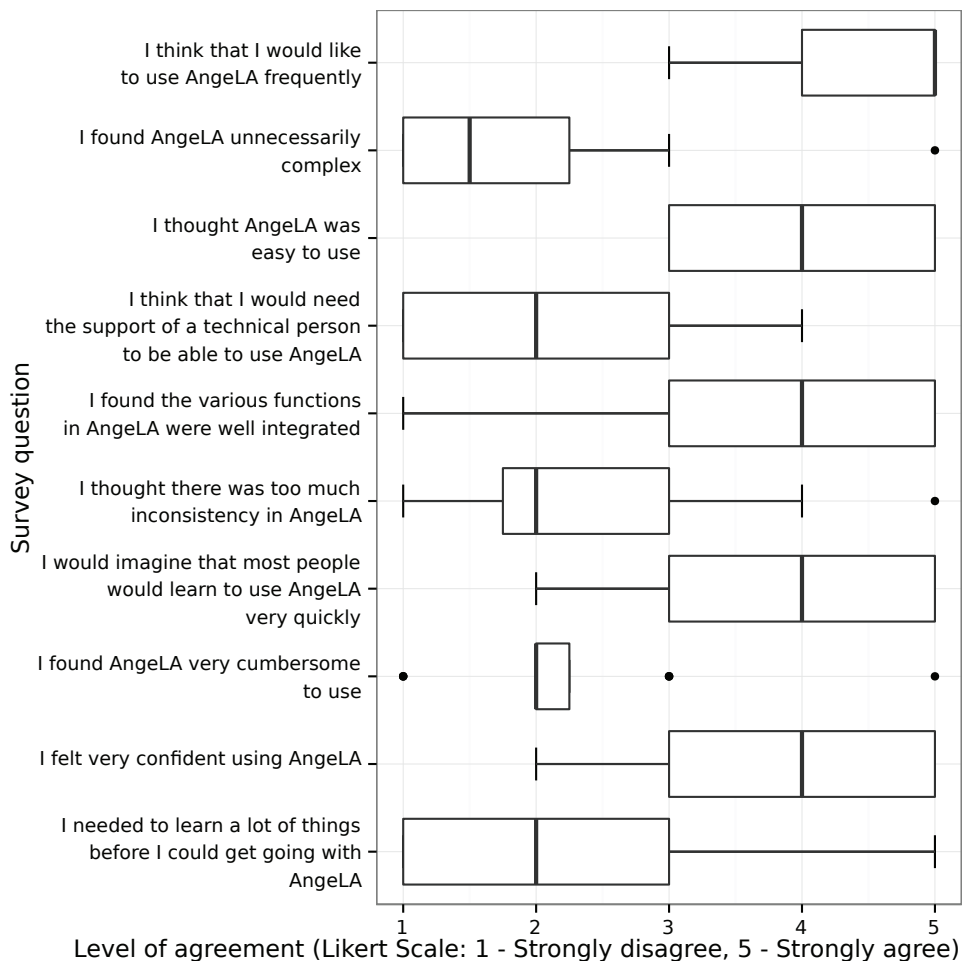 I think that I would like
to use AngeLA frequently
I found AngeLA unnecessarily
complex
I thought AngeLA was
easy to use
I think that I would need
the support of a technical person
to be able to use AngeLA
I found the various functions
in AngeLA were well integrated
I thought there was too much
inconsistency in AngeLA
I would imagine that most people
would learn to use AngeLA
very quickly
I found AngeLA very cumbersome
to use
I felt very confident using AngeLA
I needed to learn a lot of things
before I could get going with
AngeLA
Survey question
1 2 3 4 5
Level of agreement (Likert Scale: 1 - Strongly disagree, 5 - Strongly agree)